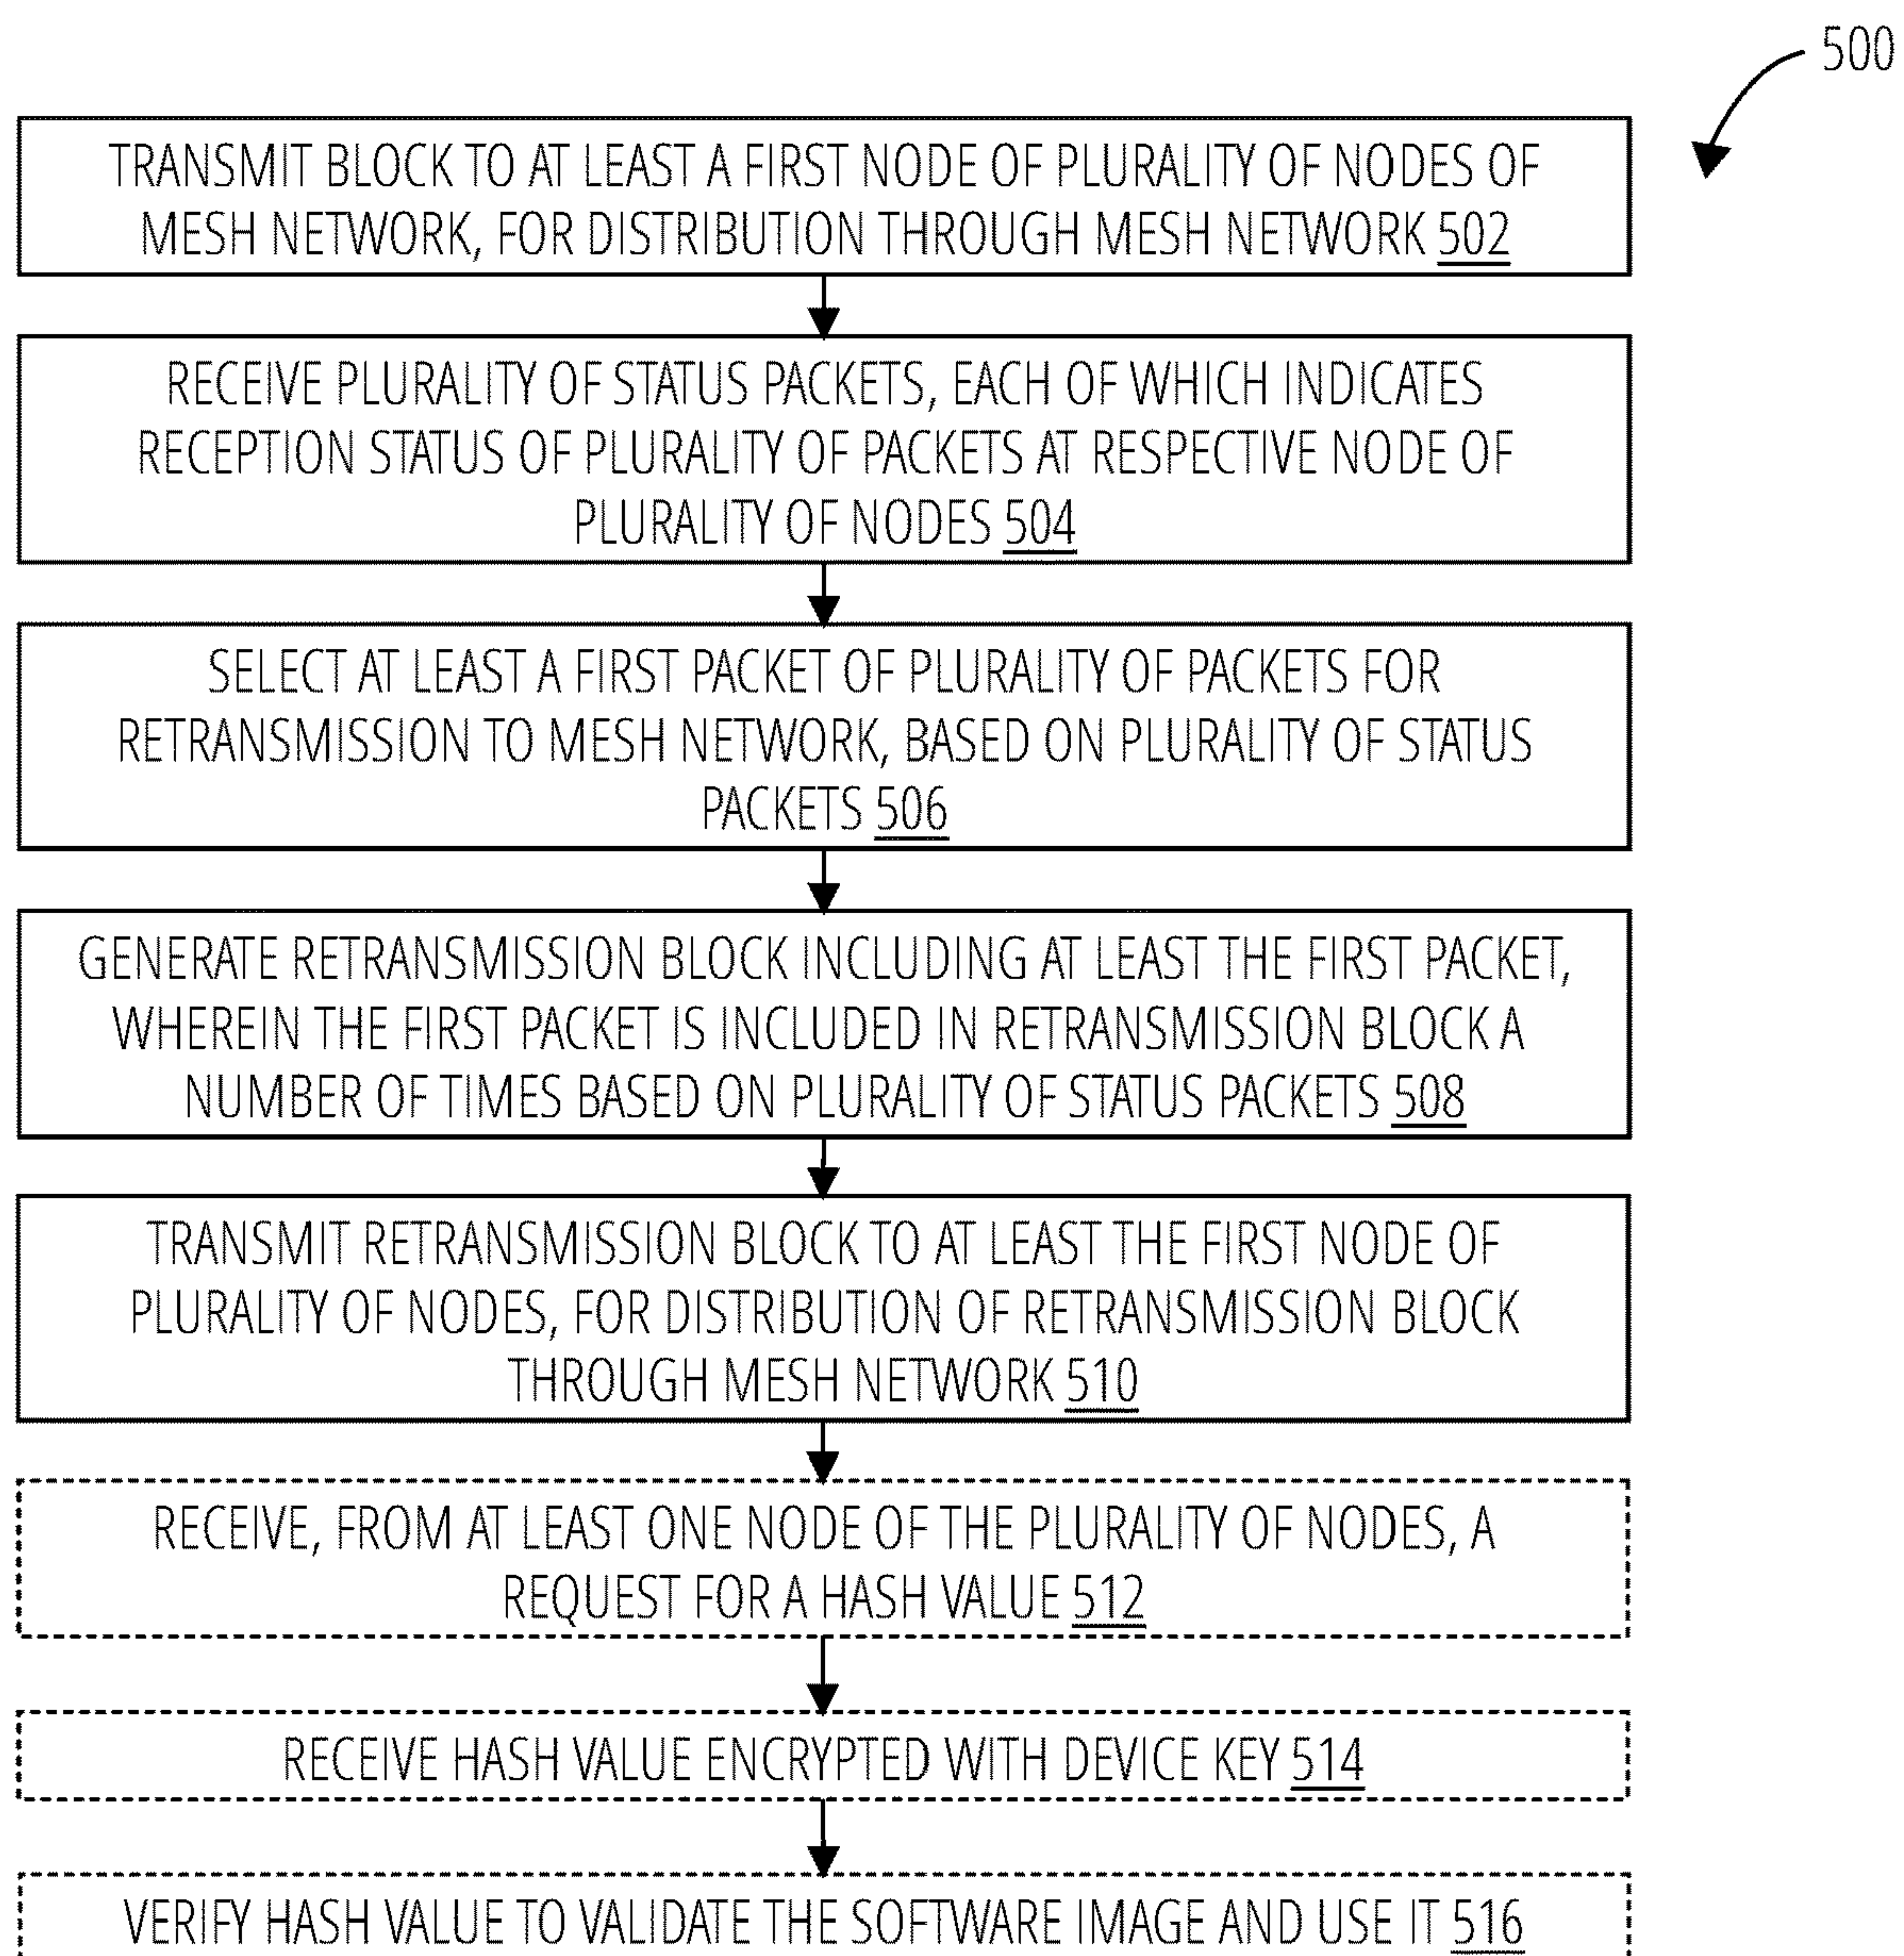 500
TRANSMIT BLOCK TO AT LEAST A FIRST NODE OF PLURALITY OF NODES OF
MESH NETWORK, FOR DISTRIBUTION THROUGH MESH NETWORK 502
RECEIVE PLURALITY OF STATUS PACKETS, EACH OF WHICH INDICATES
RECEPTION STATUS OF PLURALITY OF PACKETS AT RESPECTIVE NODE OF
PLURALITY OF NODES 504
SELECT AT LEAST A FIRST PACKET OF PLURALITY OF PACKETS FOR
RETRANSMISSION TO MESH NETWORK, BASED ON PLURALITY OF STATUS
PACKETS 506
GENERATE RETRANSMISSION BLOCK INCLUDING AT LEAST THE FIRST PACKET,
WHEREIN THE FIRST PACKET IS INCLUDED IN RETRANSMISSION BLOCK A
NUMBER OF TIMES BASED ON PLURALITY OF STATUS PACKETS 508
TRANSMIT RETRANSMISSION BLOCK TO AT LEAST THE FIRST NODE OF
PLURALITY OF NODES, FOR DISTRIBUTION OF RETRANSMISSION BLOCK
THROUGH MESH NETWORK 510
RECEIVE, FROM AT LEAST ONE NODE OF THE PLURALITY OF NODES, A
REQUEST FOR A HASH VALUE 512
RECEIVE HASH VALUE ENCRYPTED WITH DEVICE KEY 514
VERIFY HASH VALUE TO VALIDATE THE SOFTWARE IMAGE AND USE IT 516